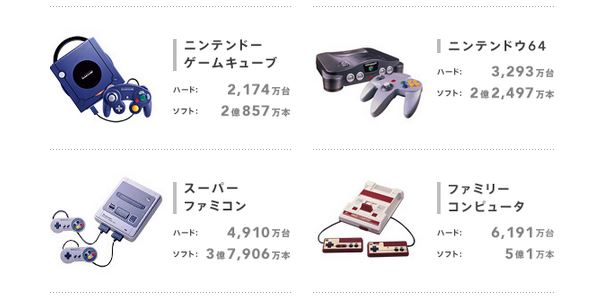 ニンテンドー
ゲームキューブ
ハード: 2,174万台
ソフト: 2億857万本
ニンテンドウ64
ハード: 3,293万台
ソフト: 2億2,497万本
スーパー
ファミコン
ハード: 4,910万台
ソフト: 3億7,906万本
ファミリー
コンピュータ
ハード: 6,191万台
ソフト: 5億1万本